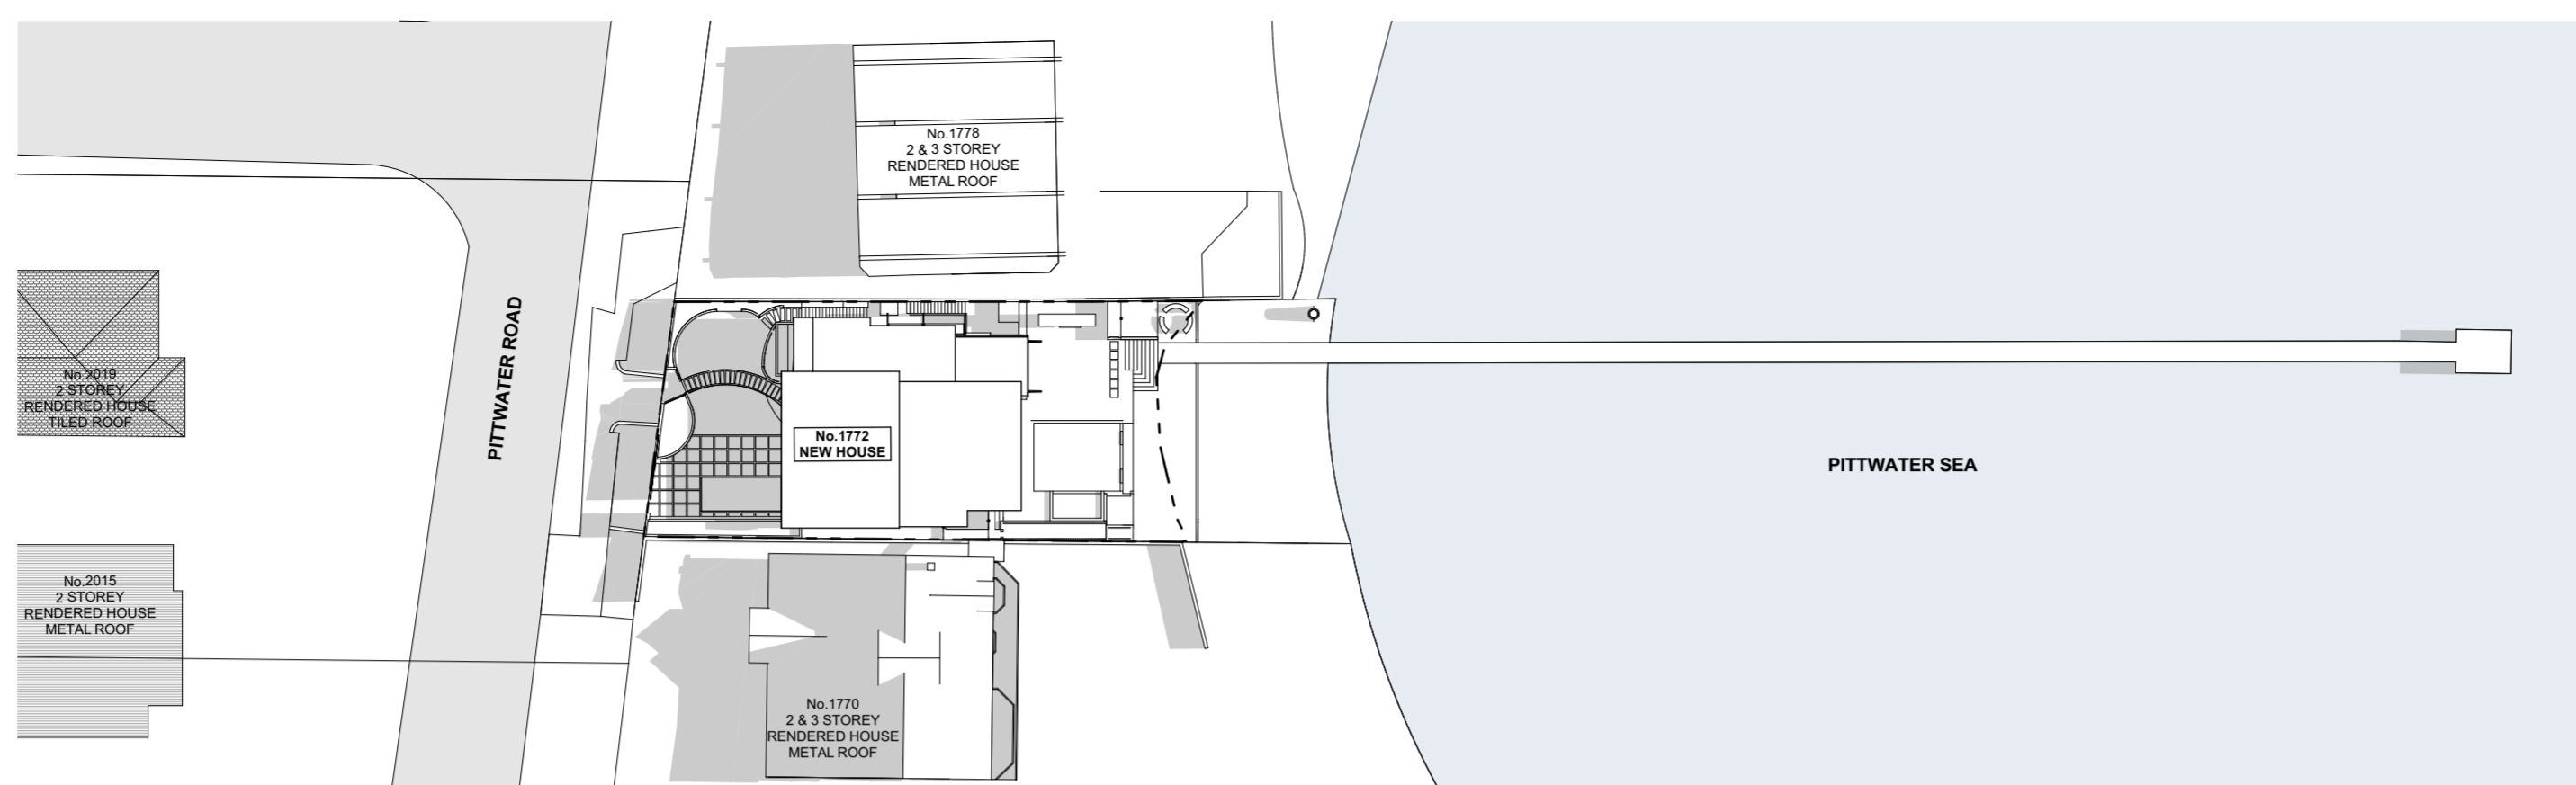 No.1778
2 & 3 STOREY
RENDERED HOUSE
METAL ROOF
PITTWATER ROAD
No.2019
2 STOREY
RENDERED HOUSE
TILED ROOF
No.1772
NEW HOUSE
PITTWATER SEA
No.2015
2 STOREY
RENDERED HOUSE
METAL ROOF
No.1770
2 & 3 STOREY
RENDERED HOUSE
METAL ROOF